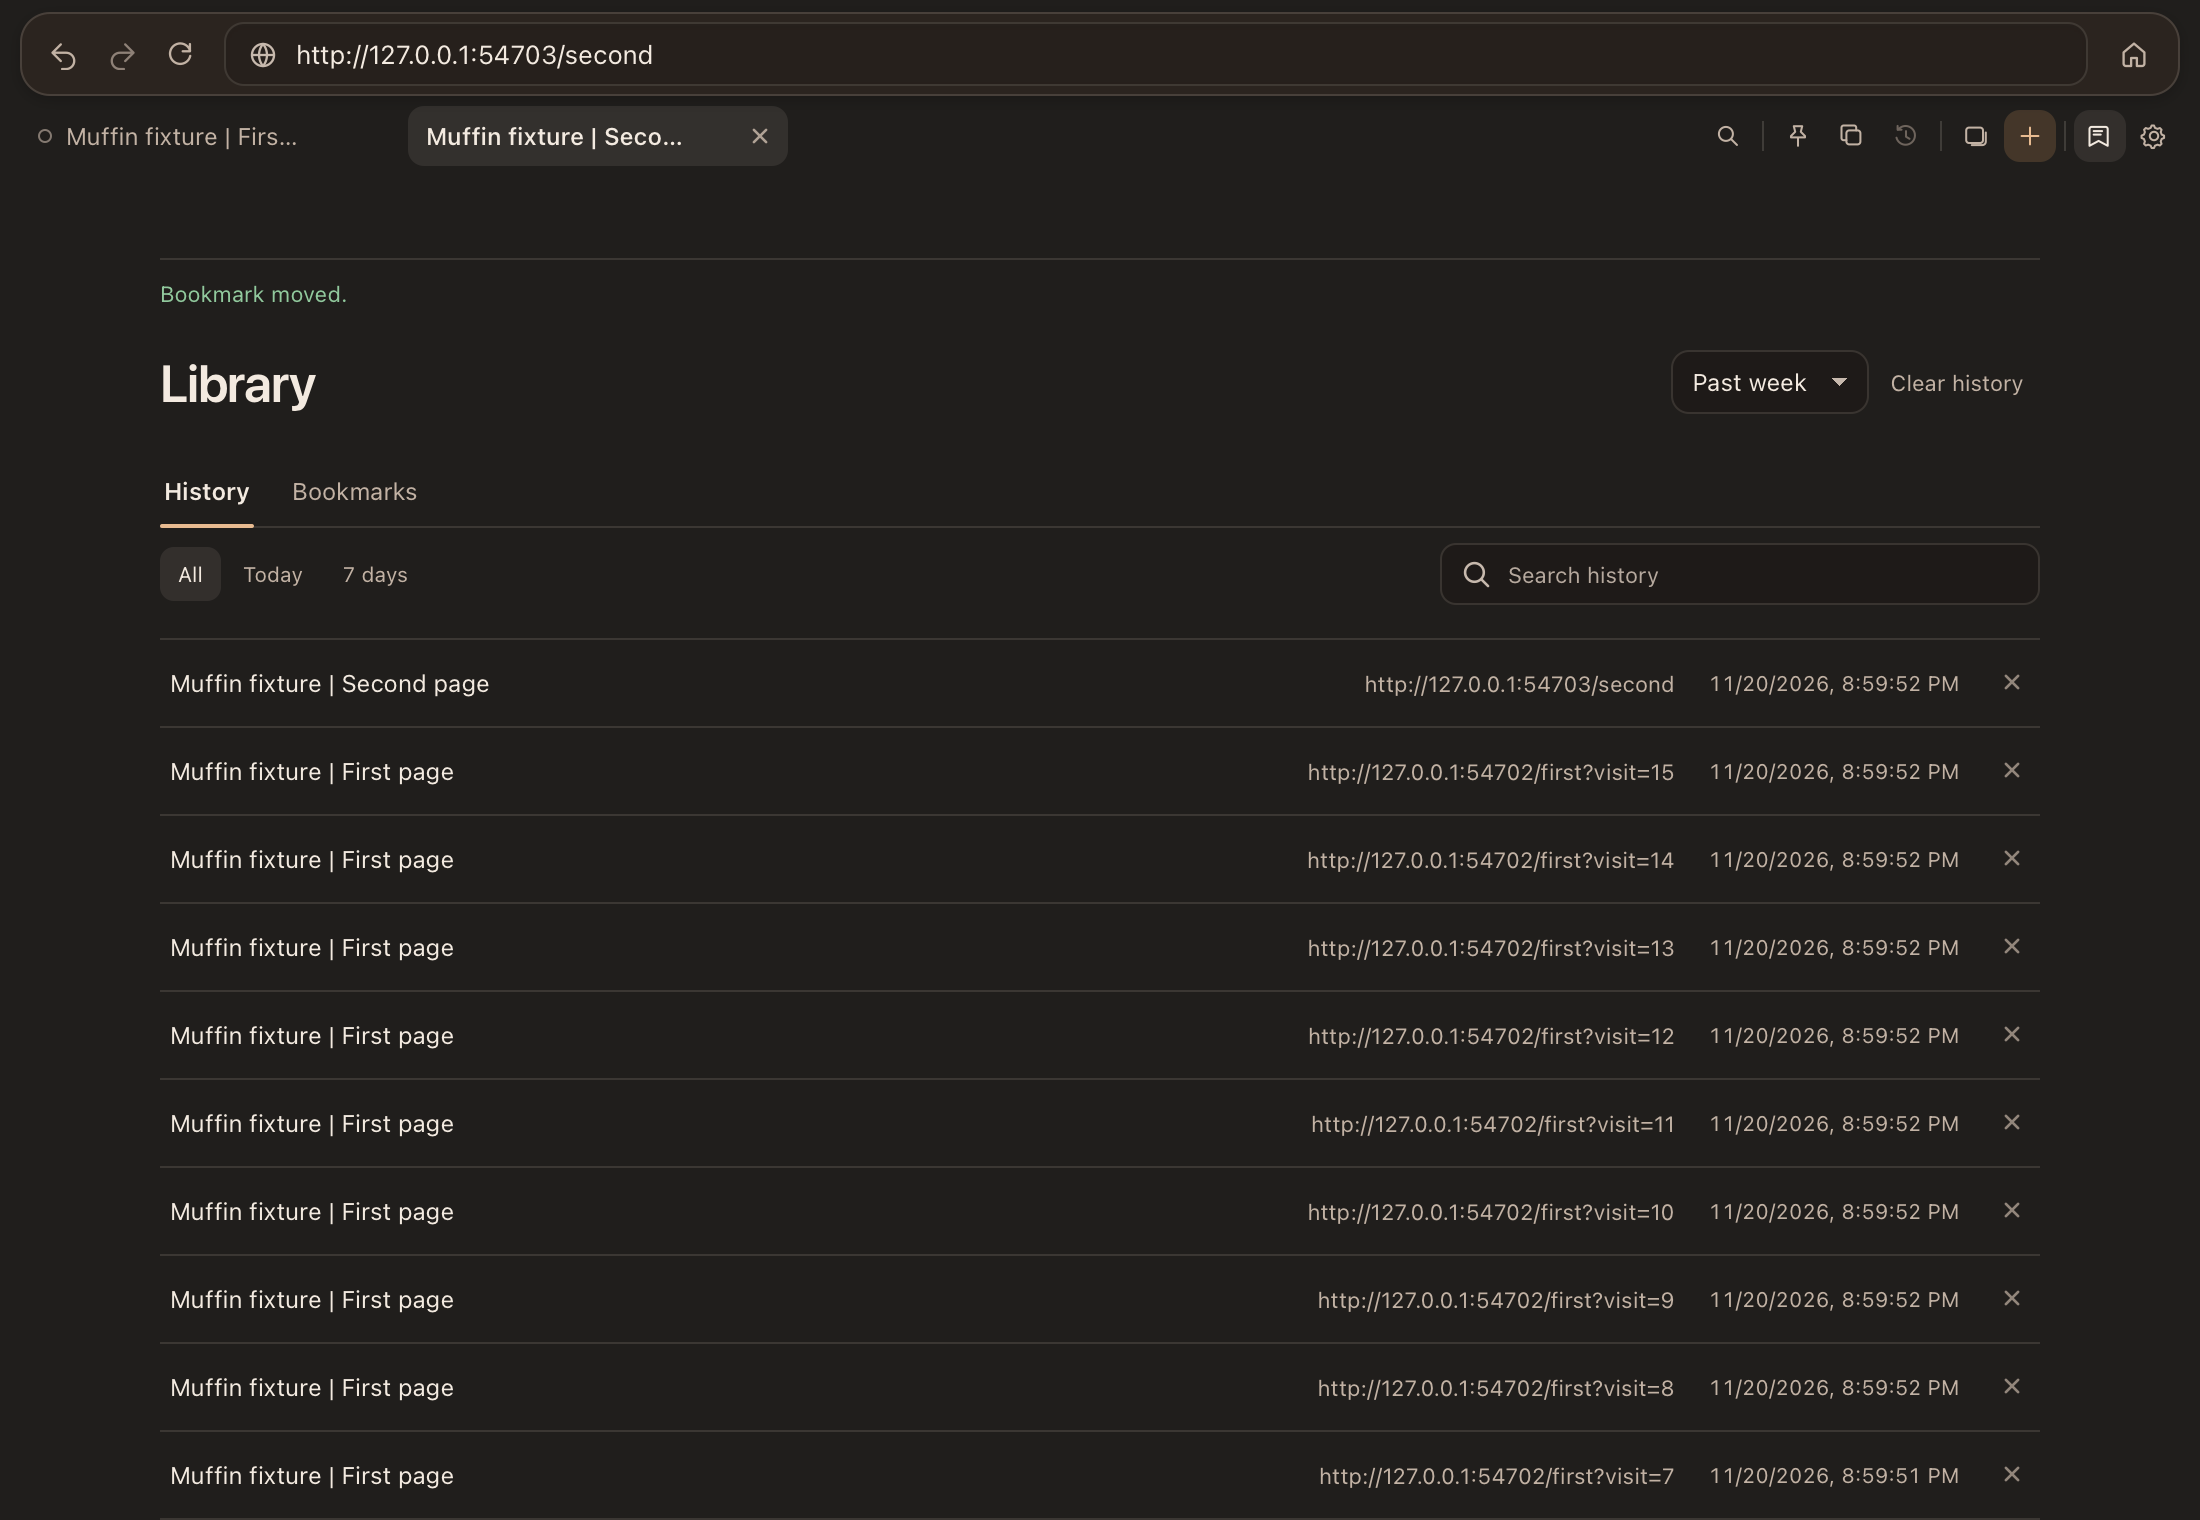 http://127.0.0.1:54703/second
Muffin fixture | Firs...
Muffin fixture | Seco...
Bookmark moved.
Library
Past week
Clear history
History
Bookmarks
All
Today
7 days
Search history
Muffin fixture | Second page http://127.0.0.1:54703/second 11/20/2026, 8:59:52 PM
Muffin fixture | First page http://127.0.0.1:54702/first?visit=15 11/20/2026, 8:59:52 PM
Muffin fixture | First page http://127.0.0.1:54702/first?visit=14 11/20/2026, 8:59:52 PM
Muffin fixture | First page http://127.0.0.1:54702/first?visit=13 11/20/2026, 8:59:52 PM
Muffin fixture | First page http://127.0.0.1:54702/first?visit=12 11/20/2026, 8:59:52 PM
Muffin fixture | First page http://127.0.0.1:54702/first?visit=11 11/20/2026, 8:59:52 PM
Muffin fixture | First page http://127.0.0.1:54702/first?visit=10 11/20/2026, 8:59:52 PM
Muffin fixture | First page http://127.0.0.1:54702/first?visit=9 11/20/2026, 8:59:52 PM
Muffin fixture | First page http://127.0.0.1:54702/first?visit=8 11/20/2026, 8:59:52 PM
Muffin fixture | First page http://127.0.0.1:54702/first?visit=7 11/20/2026, 8:59:51 PM